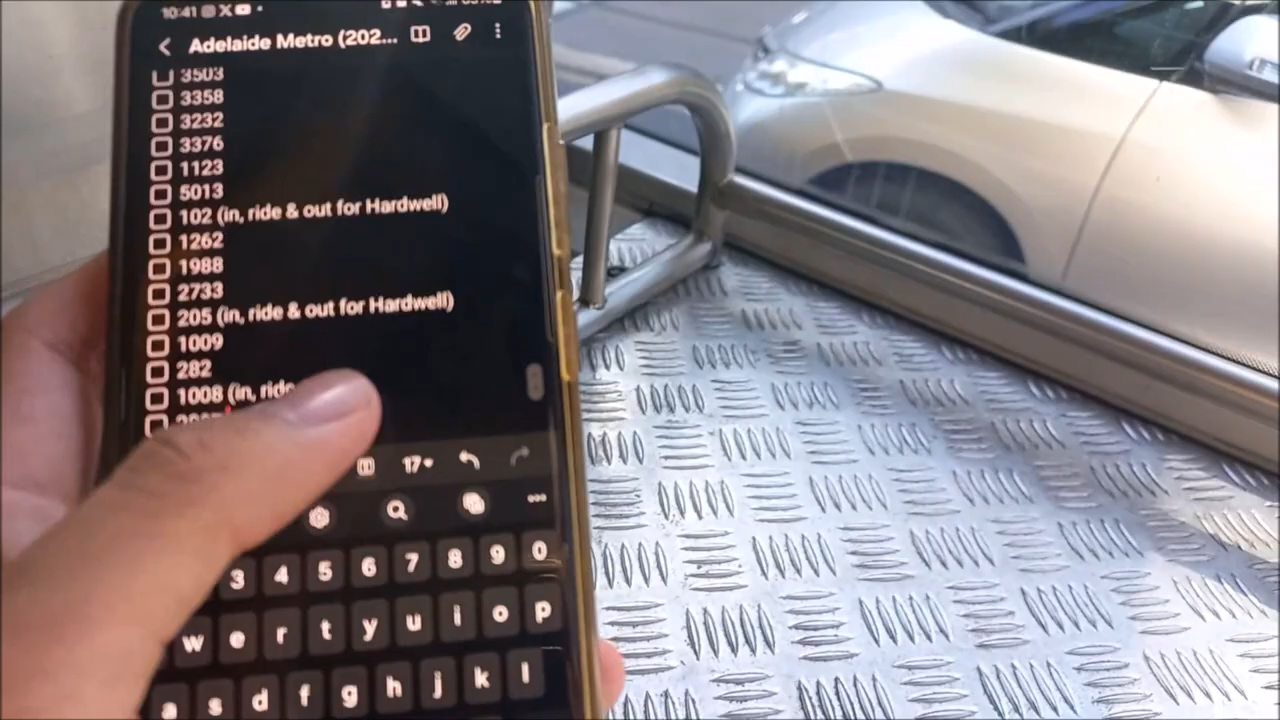 10:41
Adelaide Metro (202...
3503
3358
3232
3376
1123
5013
102 (in, ride & out for Hardwell)
1262
1988
2733
205 (in, ride & out for Hardwell)
1009
282
1008 (in, ride
17
3 4 5 6 7 8 9 0
w e r t y u i o p
a s d f g h j k l